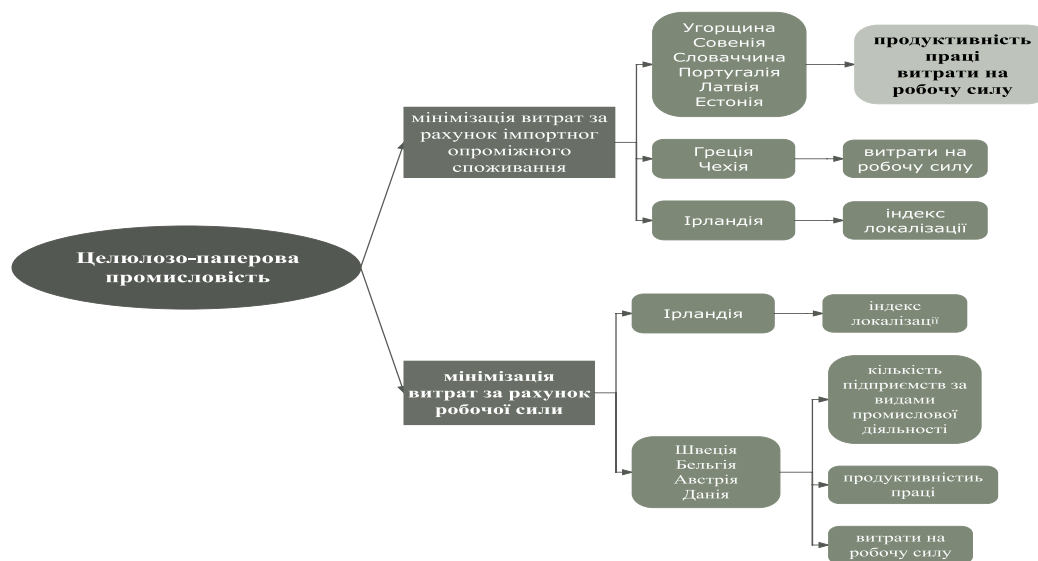 Целюлозо-паперова
промисловість
мінімізація витрат за
рахунок імпортног
опроміжного
споживання
Угорщина
Совенія
Словаччина
Португалія
Латвія
Естонія
продуктивність
праці
витрати на
робочу силу
Греція
Чехія
витрати на
робочу силу
Ірландія
індекс
локалізації
мінімізація
витрат за рахунок
робочої сили
Ірландія
індекс
локалізації
Швеція
Бельгія
Австрія
Данія
кількість
підприємств за
видами
промислової
діяльності
продуктивністиь
праці
витрати на
робочу силу